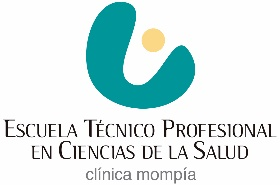 ESCUELA TÉCNICO PROFESIONAL
EN CIENCIAS DE LA SALUD
clínica mompía